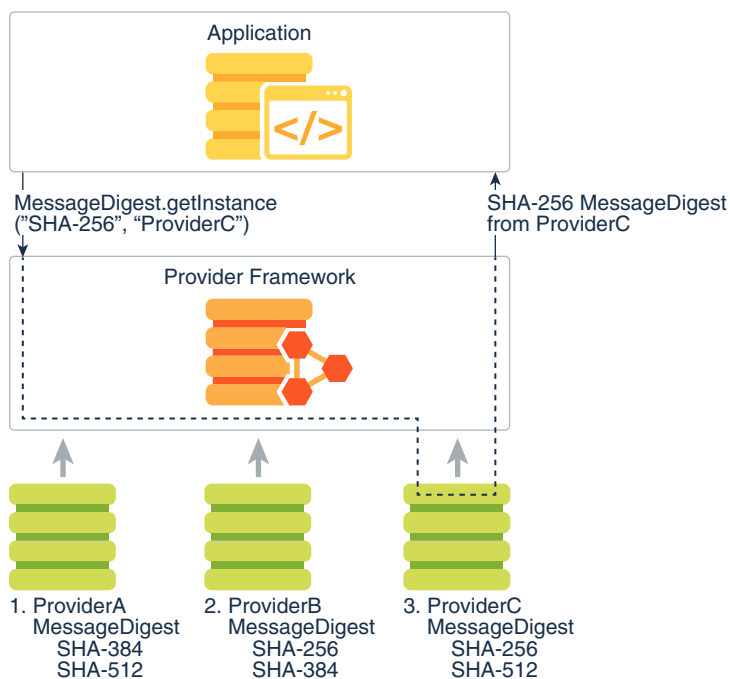 Application
</>
MessageDigest.getInstance
(”SHA-256”, “ProviderC”)
SHA-256 MessageDigest
from ProviderC
Provider Framework
1. ProviderA
MessageDigest
SHA-384
SHA-512
2. ProviderB
MessageDigest
SHA-256
SHA-384
3. ProviderC
MessageDigest
SHA-256
SHA-512